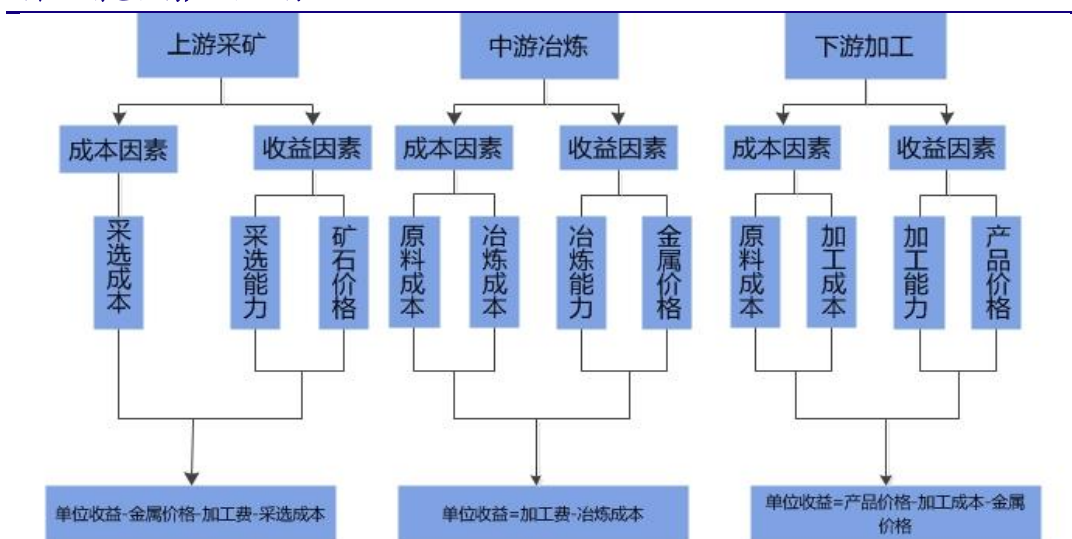 上游采矿
中游冶炼
下游加工
成本因素
收益因素
成本因素
收益因素
成本因素
收益因素
采选成本
采选能力
矿石价格
原料成本
冶炼成本
冶炼能力
金属价格
原料成本
加工成本
加工能力
产品价格
单位收益-金属价格-加工费-采选成本
单位收益=加工费-冶炼成本
单位收益=产品价格-加工成本-金属
价格